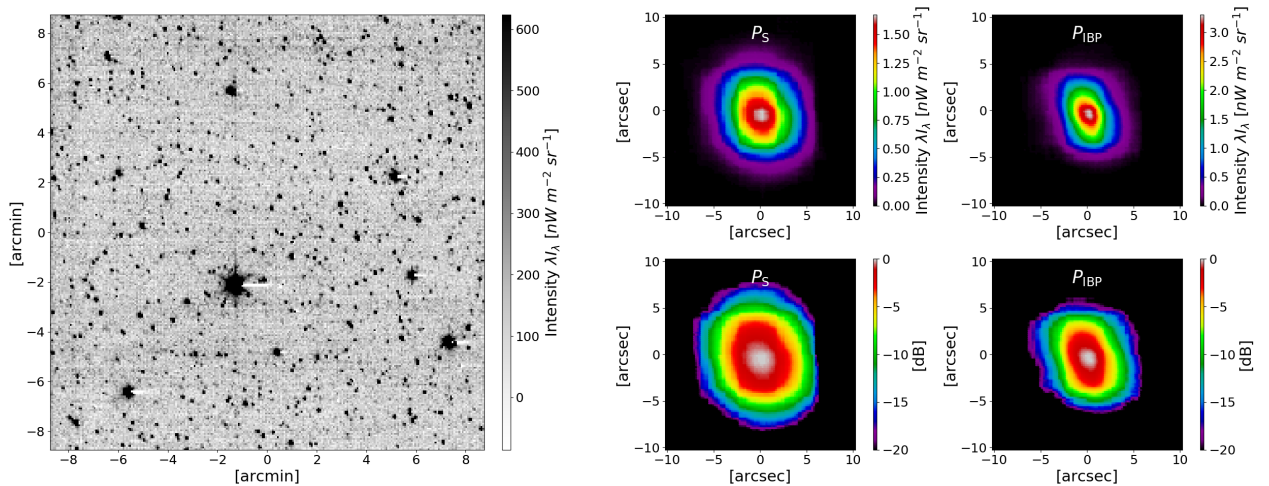 8
6
4
2
0
−2
−4
−6
−8
−8 −6 −4 −2 0 2 4 6 8
[arcmin]
[arcmin]
600
500
400
300
200
100
0
Intensity λI_λ [nW m⁻² sr⁻¹]
P_S
10
5
0
−5
−10
−10 −5 0 5 10
[arcsec]
[arcsec]
1.50
1.25
1.00
0.75
0.50
0.25
0.00
Intensity λI_λ [nW m⁻² sr⁻¹]
P_IBP
10
5
0
−5
−10
−10 −5 0 5 10
[arcsec]
[arcsec]
3.0
2.5
2.0
1.5
1.0
0.5
0.0
Intensity λI_λ [nW m⁻² sr⁻¹]
P_S
10
5
0
−5
−10
−10 −5 0 5 10
[arcsec]
[arcsec]
0
−5
−10
−15
−20
[dB]
P_IBP
10
5
0
−5
−10
−10 −5 0 5 10
[arcsec]
[arcsec]
0
−5
−10
−15
−20
[dB]